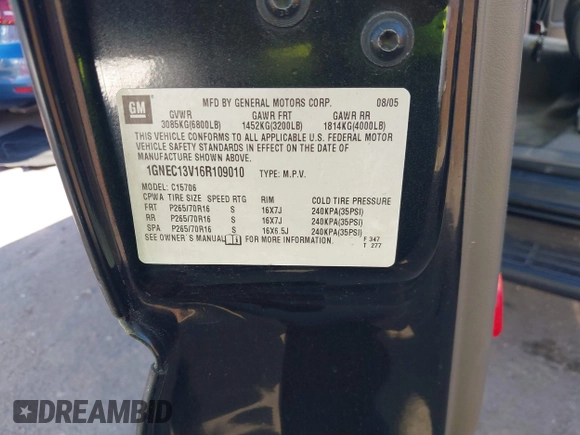 GM
MFD BY GENERAL MOTORS CORP. 08/05
GVWR GAWR FRT GAWR RR
3085KG(6800LB) 1452KG(3200LB) 1814KG(4000LB)
THIS VEHICLE CONFORMS TO ALL APPLICABLE U.S. FEDERAL MOTOR
VEHICLE SAFETY STANDARDS IN EFFECT ON THE DATE OF
MANUFACTURE SHOWN ABOVE.
1GNEC13V16R109010 TYPE: M.P.V.
MODEL: C15706
CPWA TIRE SIZE SPEED RTG RIM COLD TIRE PRESSURE
FRT P265/70R16 S 16X7J 240KPA(35PSI)
RR P265/70R16 S 16X7J 240KPA(35PSI)
SPA P265/70R16 S 16X6.5J 240KPA(35PSI)
SEE OWNER'S MANUAL FOR MORE INFORMATION. F 347
T 277
DREAMBID